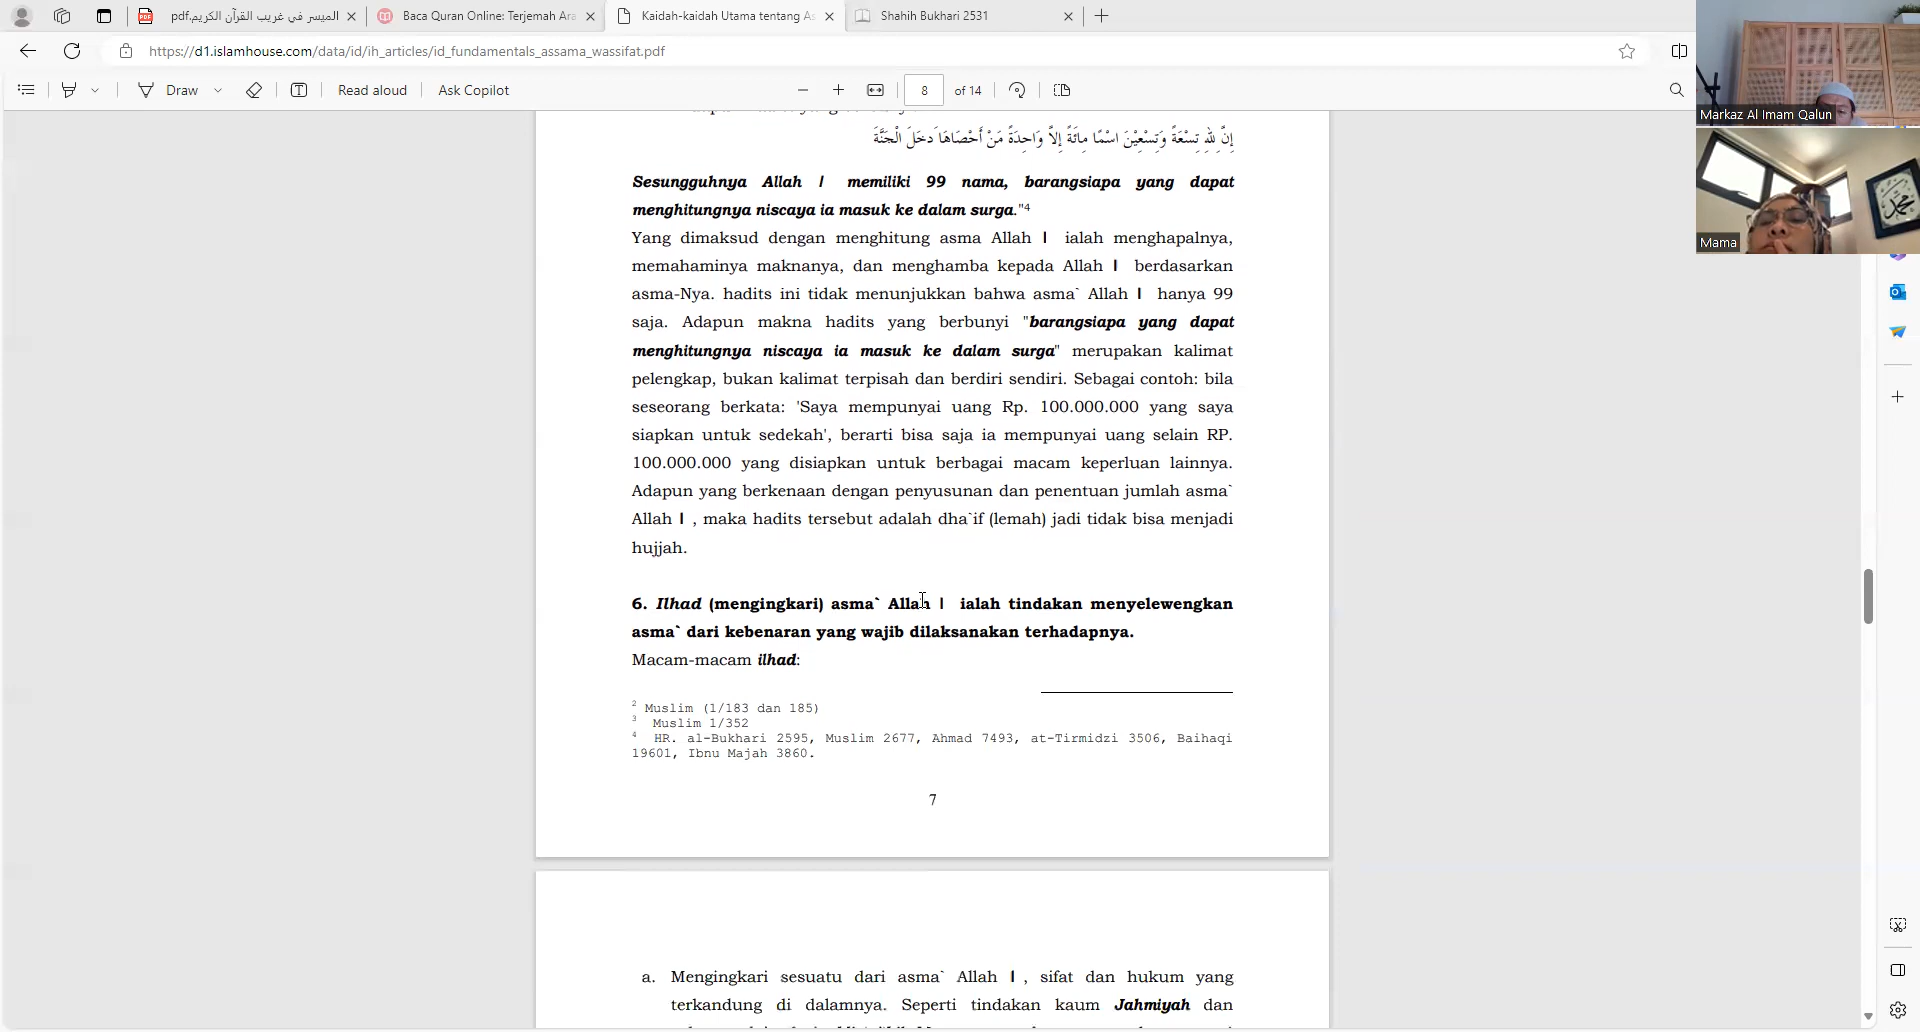 الميسر في غريب القرآن الكريم.pdf
Baca Quran Online: Terjemah Ara
Kaidah-kaidah Utama tentang As
Shahih Bukhari 2531
https://d1.islamhouse.com/data/id/ih_articles/id_fundamentals_assama_wassifat.pdf
Draw
Read aloud
Ask Copilot
8
of 14
Markaz Al Imam Qalun
Mama
إِنَّ لِلَّهِ تِسْعَةً وَتِسْعِيْنَ اسْمًا مِائَةً إِلاَّ وَاحِدَةً مَنْ أَحْصَاهَا دَخَلَ الْجَنَّةَ
Sesungguhnya Allah I memiliki 99 nama, barangsiapa yang dapat
menghitungnya niscaya ia masuk ke dalam surga."4
Yang dimaksud dengan menghitung asma Allah I ialah menghapalnya,
memahaminya maknanya, dan menghamba kepada Allah I berdasarkan
asma-Nya. hadits ini tidak menunjukkan bahwa asma` Allah I hanya 99
saja. Adapun makna hadits yang berbunyi "barangsiapa yang dapat
menghitungnya niscaya ia masuk ke dalam surga" merupakan kalimat
pelengkap, bukan kalimat terpisah dan berdiri sendiri. Sebagai contoh: bila
seseorang berkata: 'Saya mempunyai uang Rp. 100.000.000 yang saya
siapkan untuk sedekah', berarti bisa saja ia mempunyai uang selain RP.
100.000.000 yang disiapkan untuk berbagai macam keperluan lainnya.
Adapun yang berkenaan dengan penyusunan dan penentuan jumlah asma`
Allah I , maka hadits tersebut adalah dha`if (lemah) jadi tidak bisa menjadi
hujjah.
6. Ilhad (mengingkari) asma` Allah I ialah tindakan menyelewengkan
asma` dari kebenaran yang wajib dilaksanakan terhadapnya.
Macam-macam ilhad:
2 Muslim (1/183 dan 185)
3 Muslim 1/352
4 HR. al-Bukhari 2595, Muslim 2677, Ahmad 7493, at-Tirmidzi 3506, Baihaqi
19601, Ibnu Majah 3860.
7
a. Mengingkari sesuatu dari asma` Allah I , sifat dan hukum yang
terkandung di dalamnya. Seperti tindakan kaum Jahmiyah dan